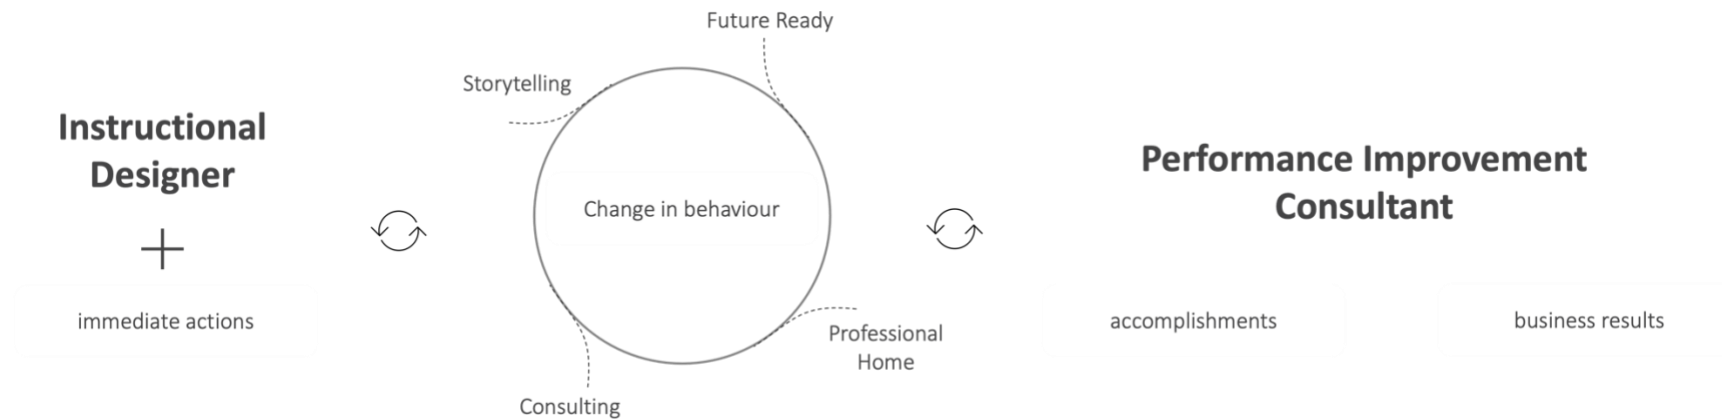 Instructional
Designer
immediate actions
Storytelling
Future Ready
Change in behaviour
Professional
Home
Consulting
Performance Improvement
Consultant
accomplishments
business results